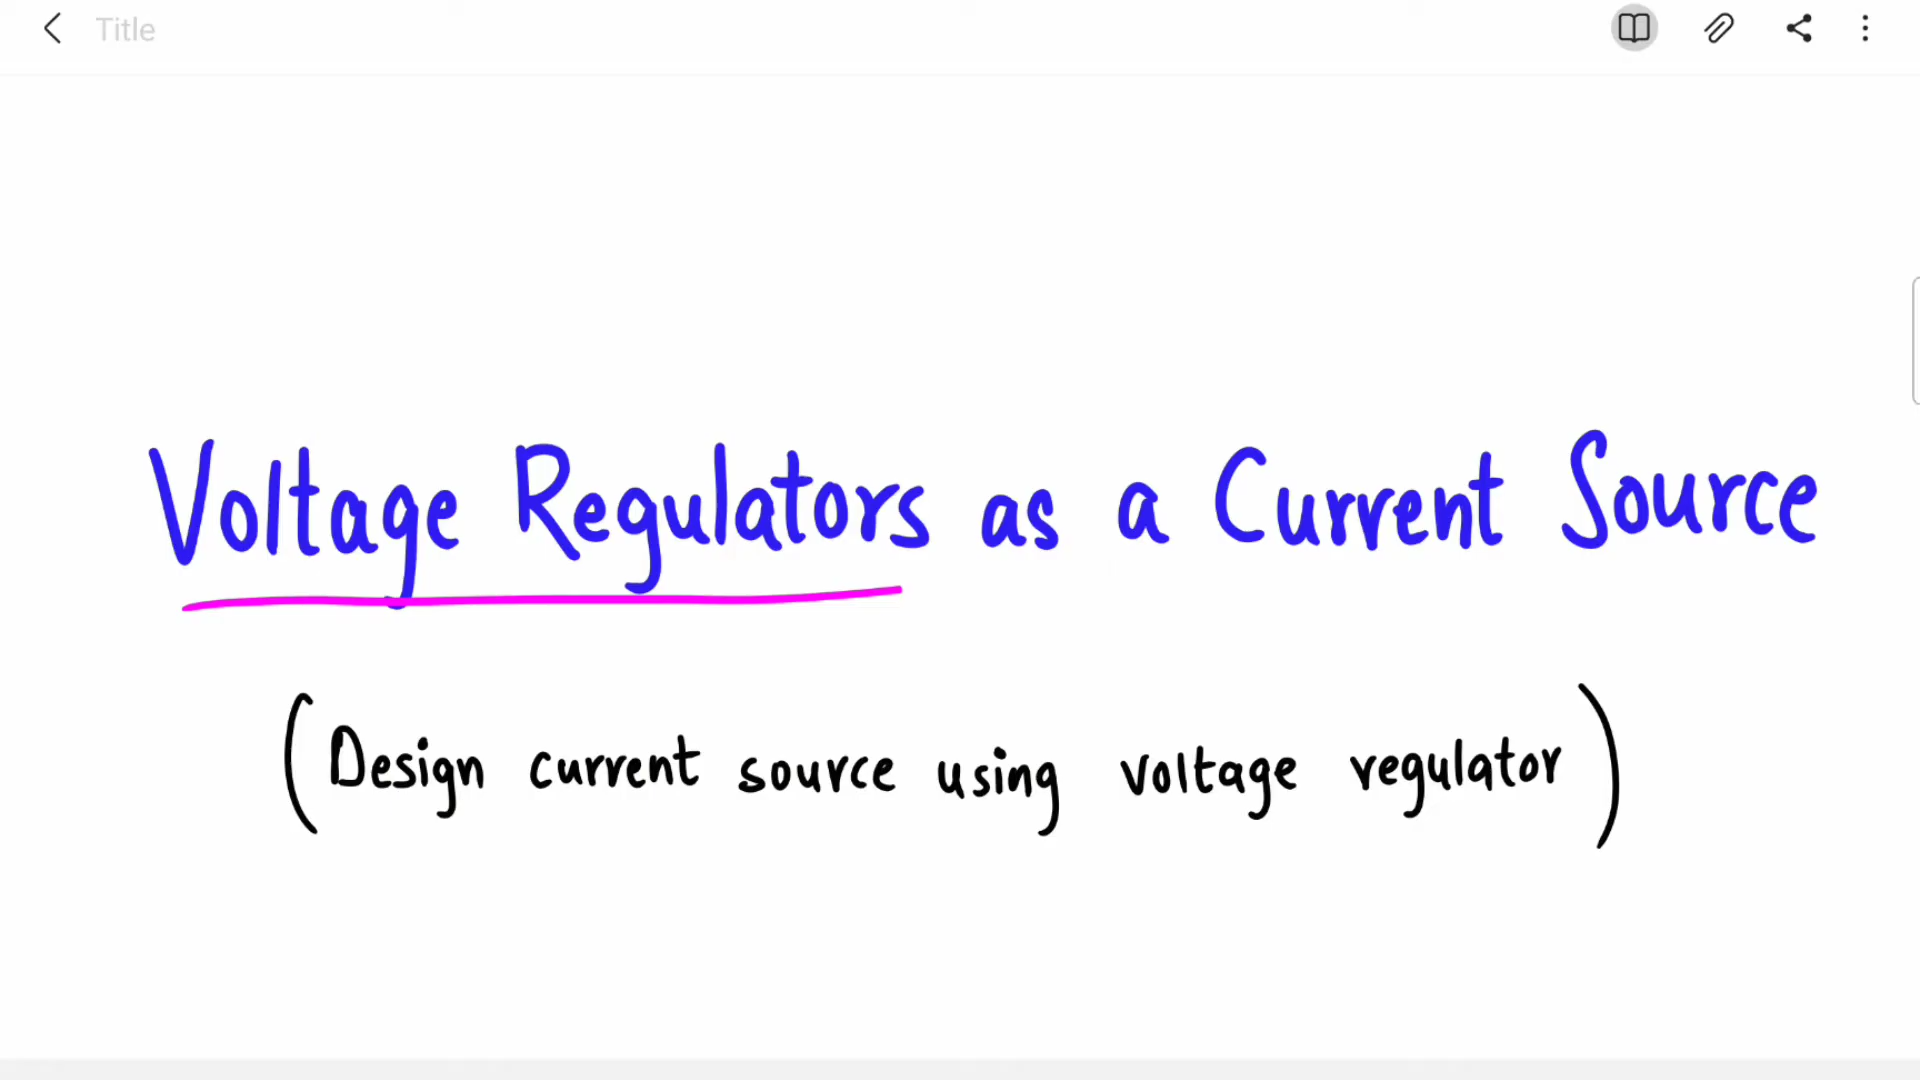 Title
Voltage Regulators as a Current Source
(Design current source using voltage regulator)